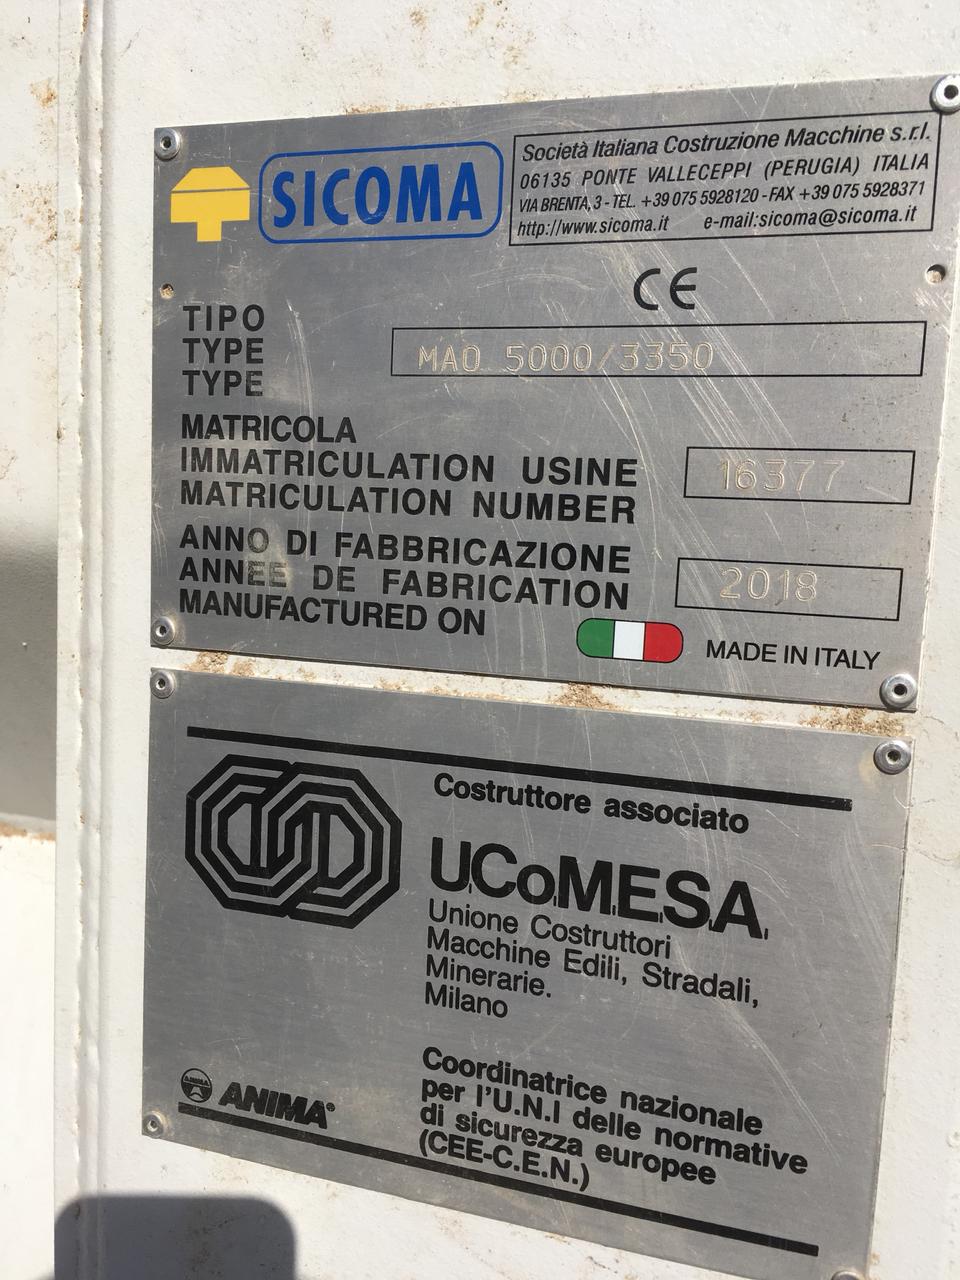 SICOMA
Società Italiana Costruzione Macchine s.r.l.
06135 PONTE VALLECEPPI (PERUGIA) ITALIA
VIA BRENTA, 3 - TEL. +39 075 5928120 - FAX +39 075 5928371
http://www.sicoma.it e-mail:sicoma@sicoma.it
CE
TIPO
TYPE
TYPE
MAO 5000/3350
MATRICOLA
IMMATRICULATION USINE
MATRICULATION NUMBER
16377
ANNO DI FABBRICAZIONE
ANNÉE DE FABRICATION
MANUFACTURED ON
2018
MADE IN ITALY
Costruttore associato
U.Co.M.E.S.A.
Unione Costruttori
Macchine Edili, Stradali,
Minerarie.
Milano
Coordinatrice nazionale
per l'U.N.I delle normative
di sicurezza europee
(CEE-C.E.N.)
ANIMA®